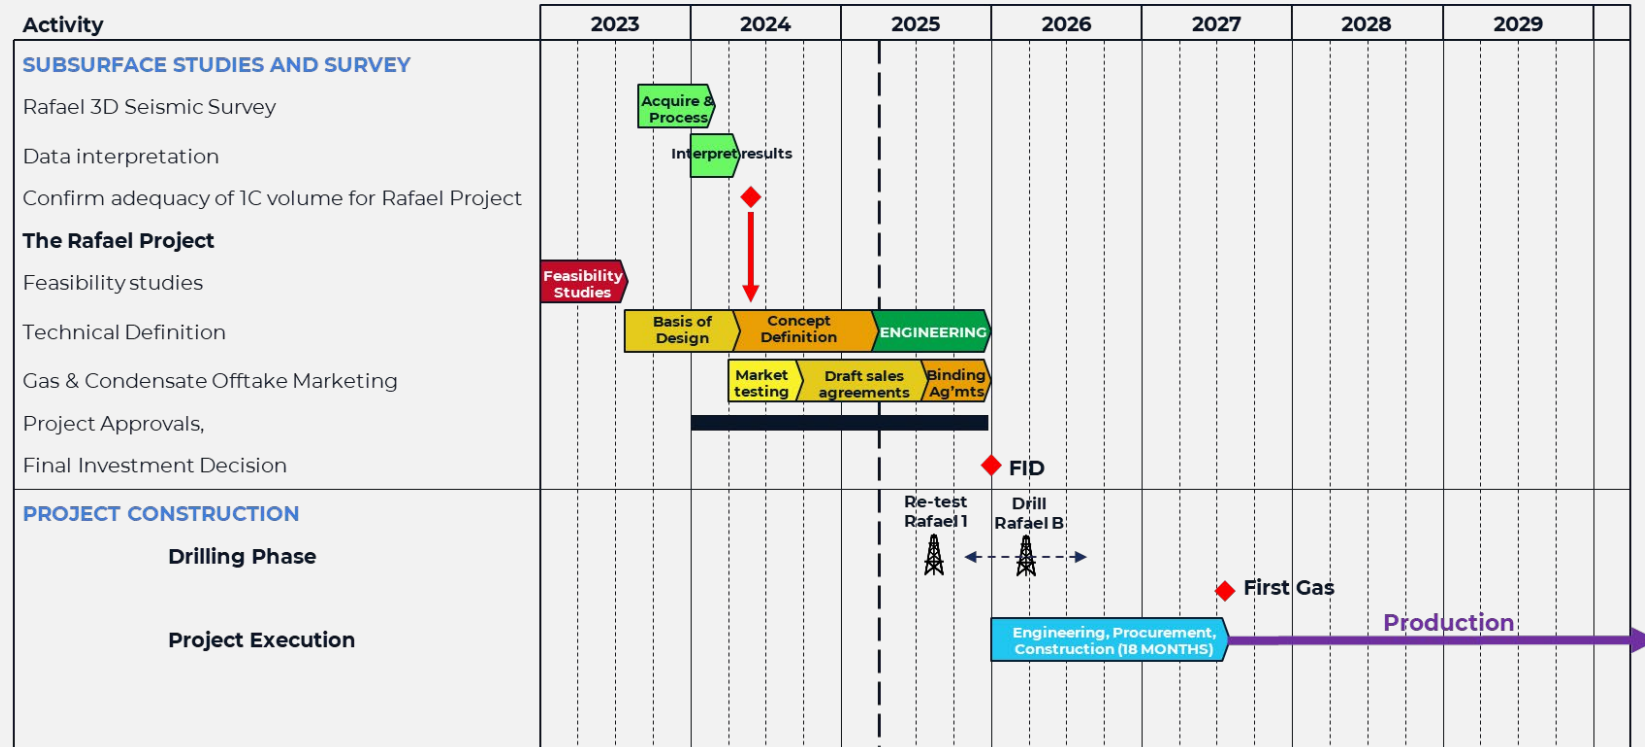 Activity 2023 2024 2025 2026 2027 2028 2029
SUBSURFACE STUDIES AND SURVEY
Rafael 3D Seismic Survey
Acquire &
Process
Data interpretation
Interpret results
Confirm adequacy of 1C volume for Rafael Project
The Rafael Project
Feasibility studies
Feasibility
Studies
Technical Definition
Basis of
Design
Concept
Definition
ENGINEERING
Gas & Condensate Offtake Marketing
Market
testing
Draft sales
agreements
Binding
Ag'mts
Project Approvals,
Final Investment Decision
FID
PROJECT CONSTRUCTION
Re-test
Rafael 1
Drill
Rafael B
Drilling Phase
First Gas
Project Execution
Engineering, Procurement,
Construction (18 MONTHS)
Production